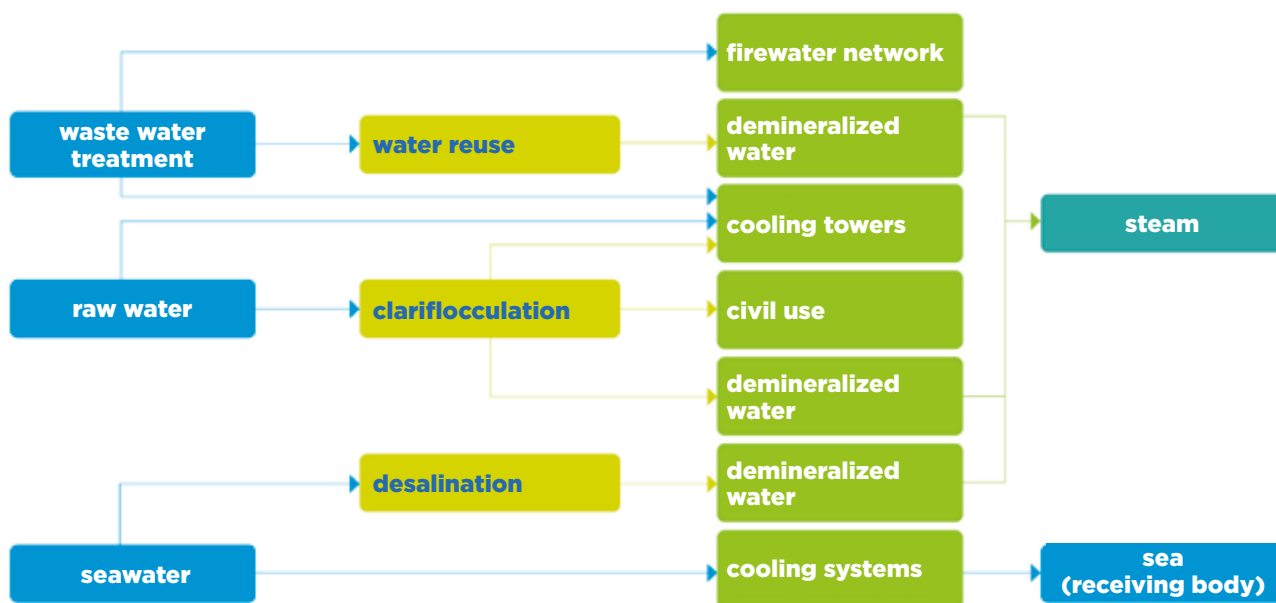 firewater network
waste water
treatment
water reuse
demineralized
water
cooling towers
steam
raw water
clariflocculation
civil use
demineralized
water
desalination
demineralized
water
seawater
cooling systems
sea
(receiving body)